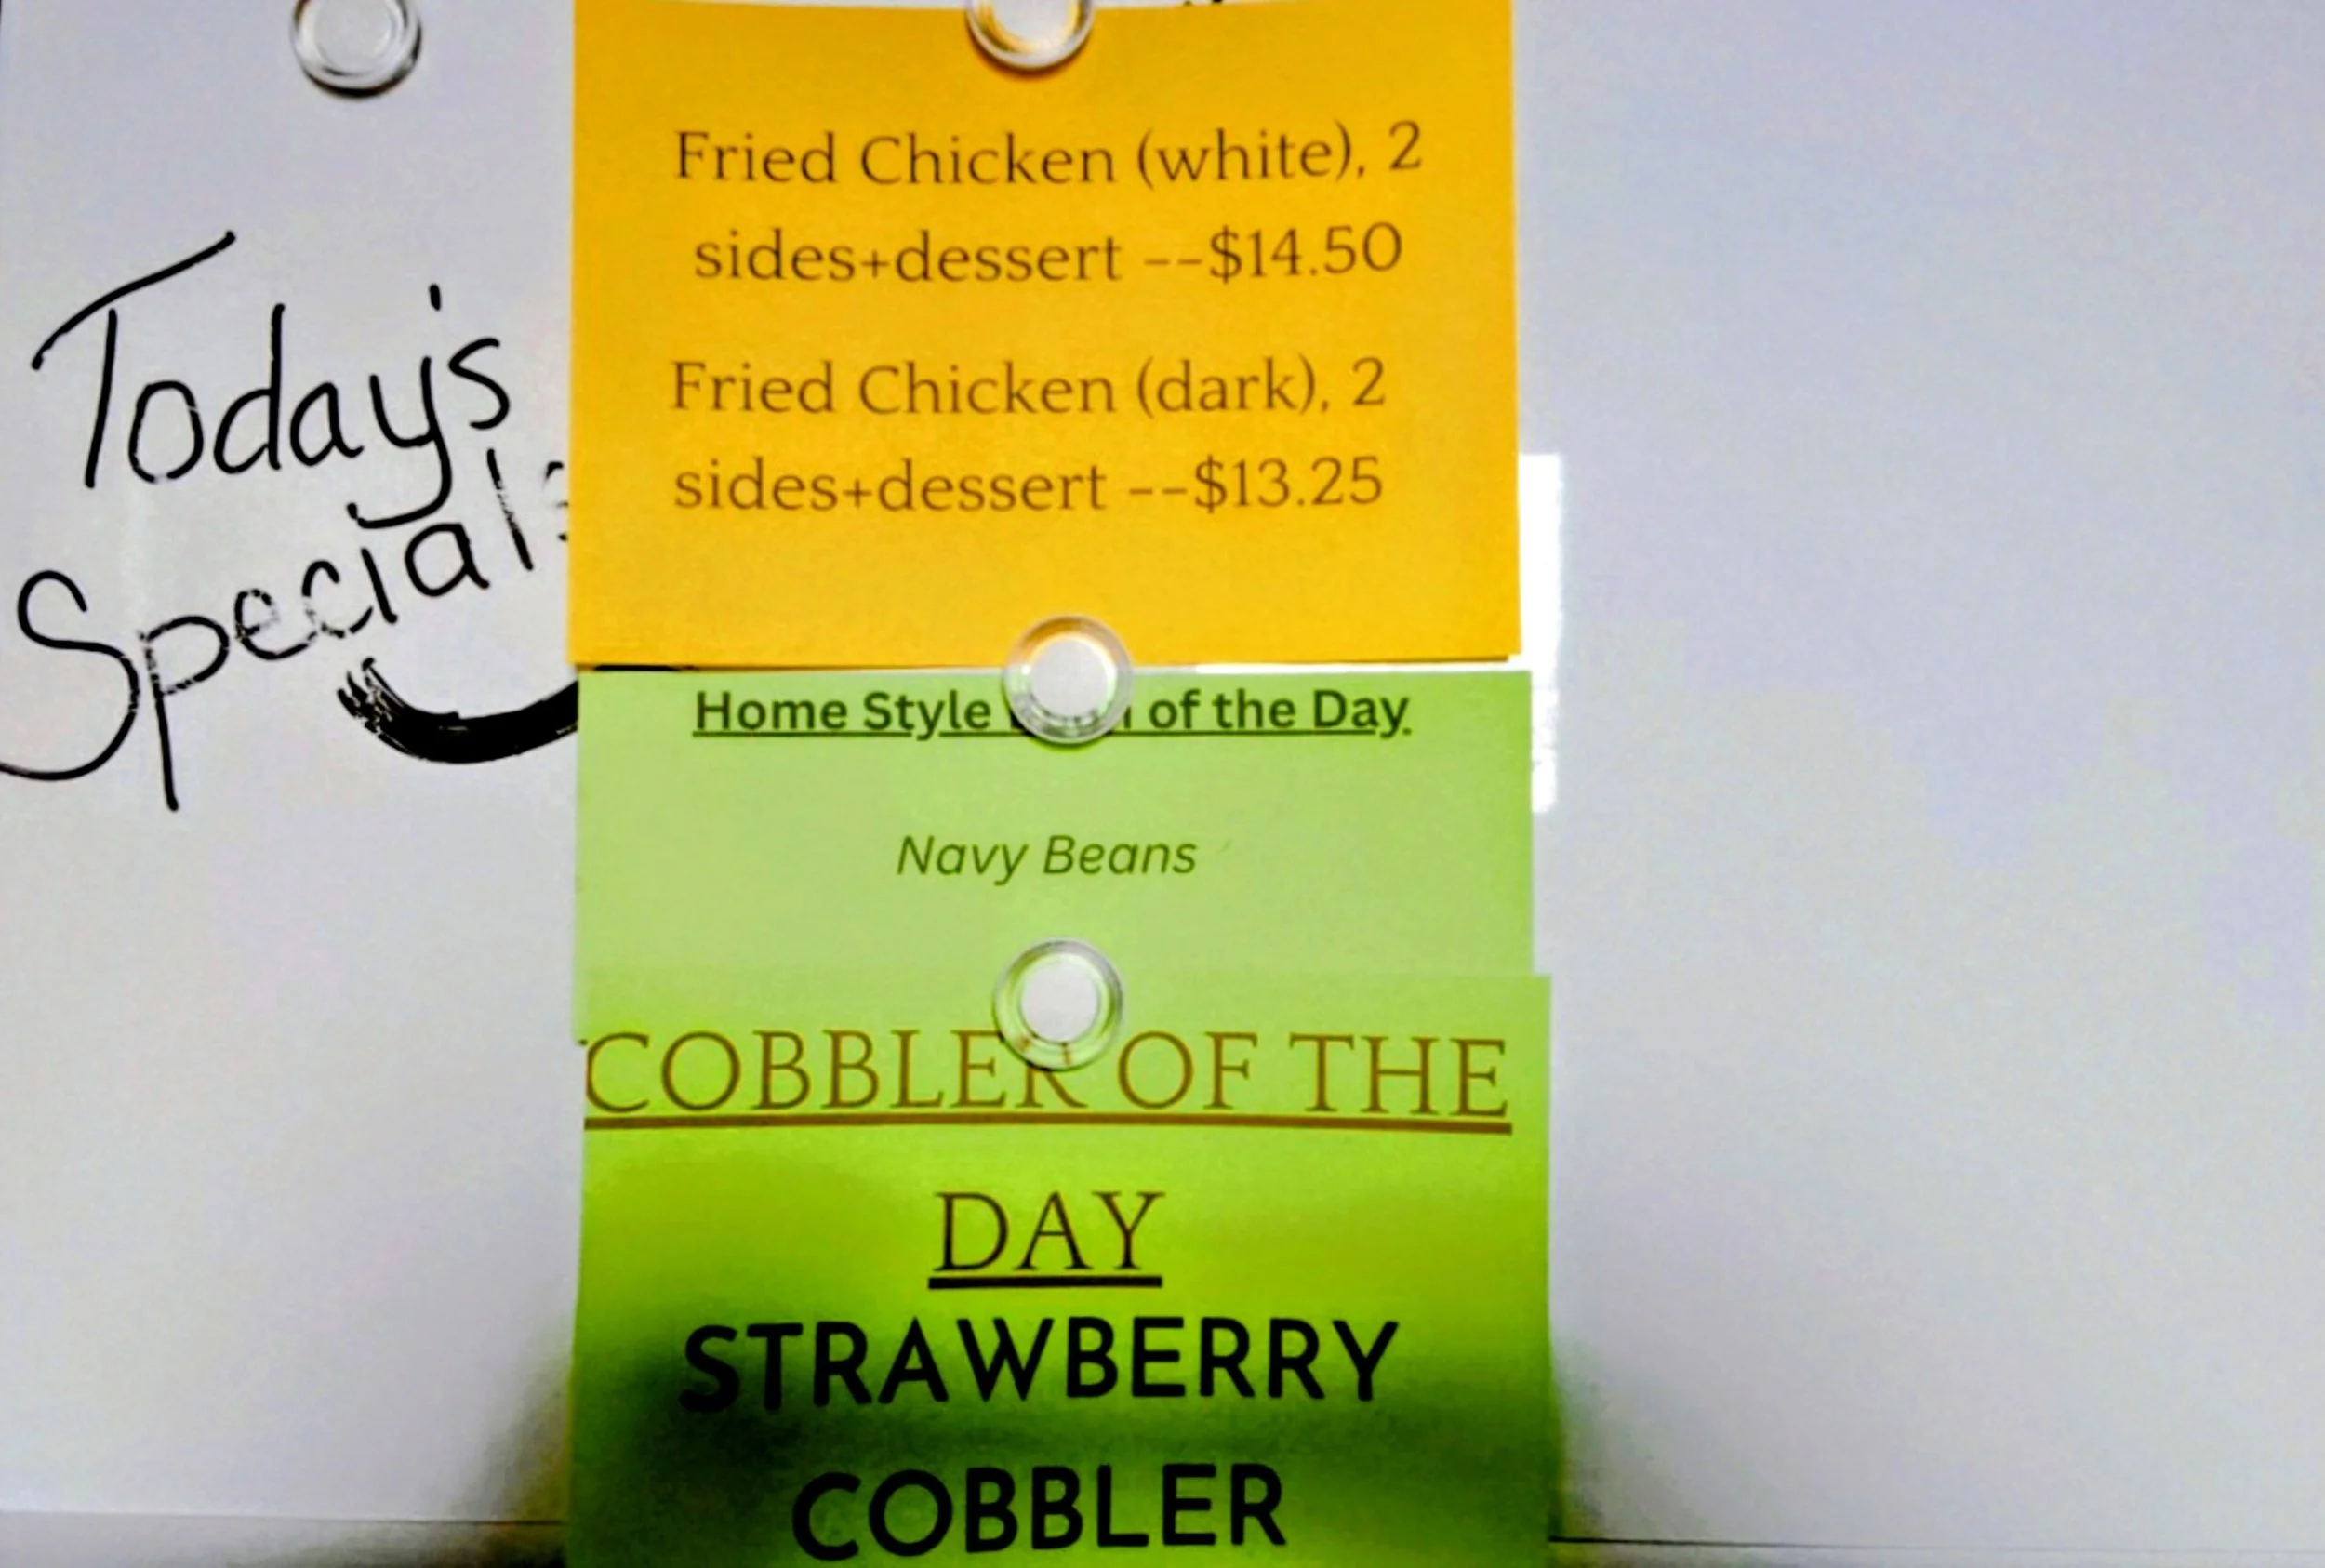 Today's
Specials
Fried Chicken (white), 2
sides+dessert --$14.50
Fried Chicken (dark), 2
sides+dessert --$13.25
Home Style of the Day
Navy Beans
COBBLER OF THE
DAY
STRAWBERRY
COBBLER